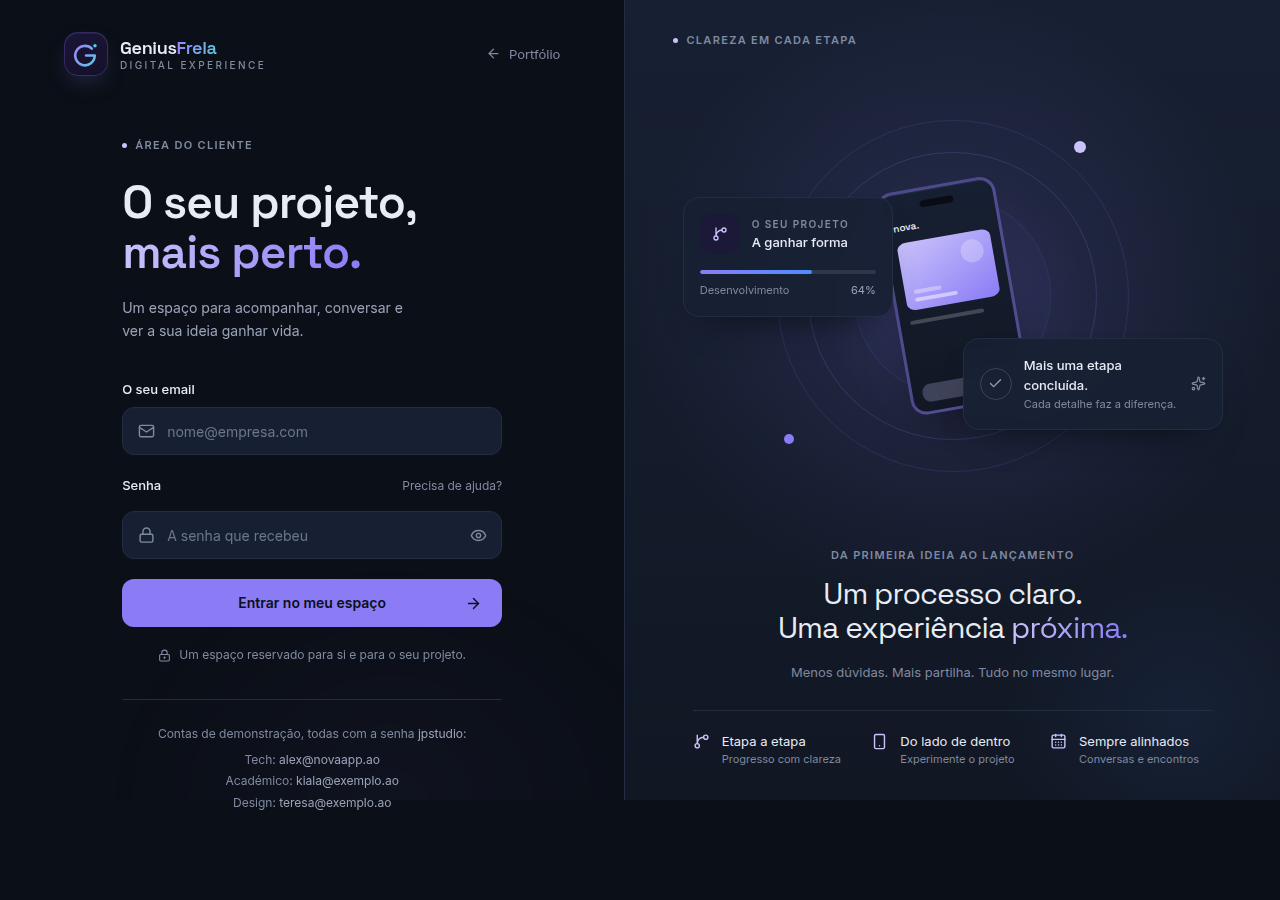 GeniusFrela
DIGITAL EXPERIENCE
Portfólio
ÁREA DO CLIENTE
O seu projeto,
mais perto.
Um espaço para acompanhar, conversar e
ver a sua ideia ganhar vida.
O seu email
nome@empresa.com
Senha
Precisa de ajuda?
A senha que recebeu
Entrar no meu espaço
Um espaço reservado para si e para o seu projeto.
Contas de demonstração, todas com a senha jpstudio:
Tech: alex@novaapp.ao
Académico: kiala@exemplo.ao
Design: teresa@exemplo.ao
CLAREZA EM CADA ETAPA
O SEU PROJETO
A ganhar forma
Desenvolvimento
64%
nova.
Mais uma etapa
concluída.
Cada detalhe faz a diferença.
DA PRIMEIRA IDEIA AO LANÇAMENTO
Um processo claro.
Uma experiência próxima.
Menos dúvidas. Mais partilha. Tudo no mesmo lugar.
Etapa a etapa
Progresso com clareza
Do lado de dentro
Experimente o projeto
Sempre alinhados
Conversas e encontros